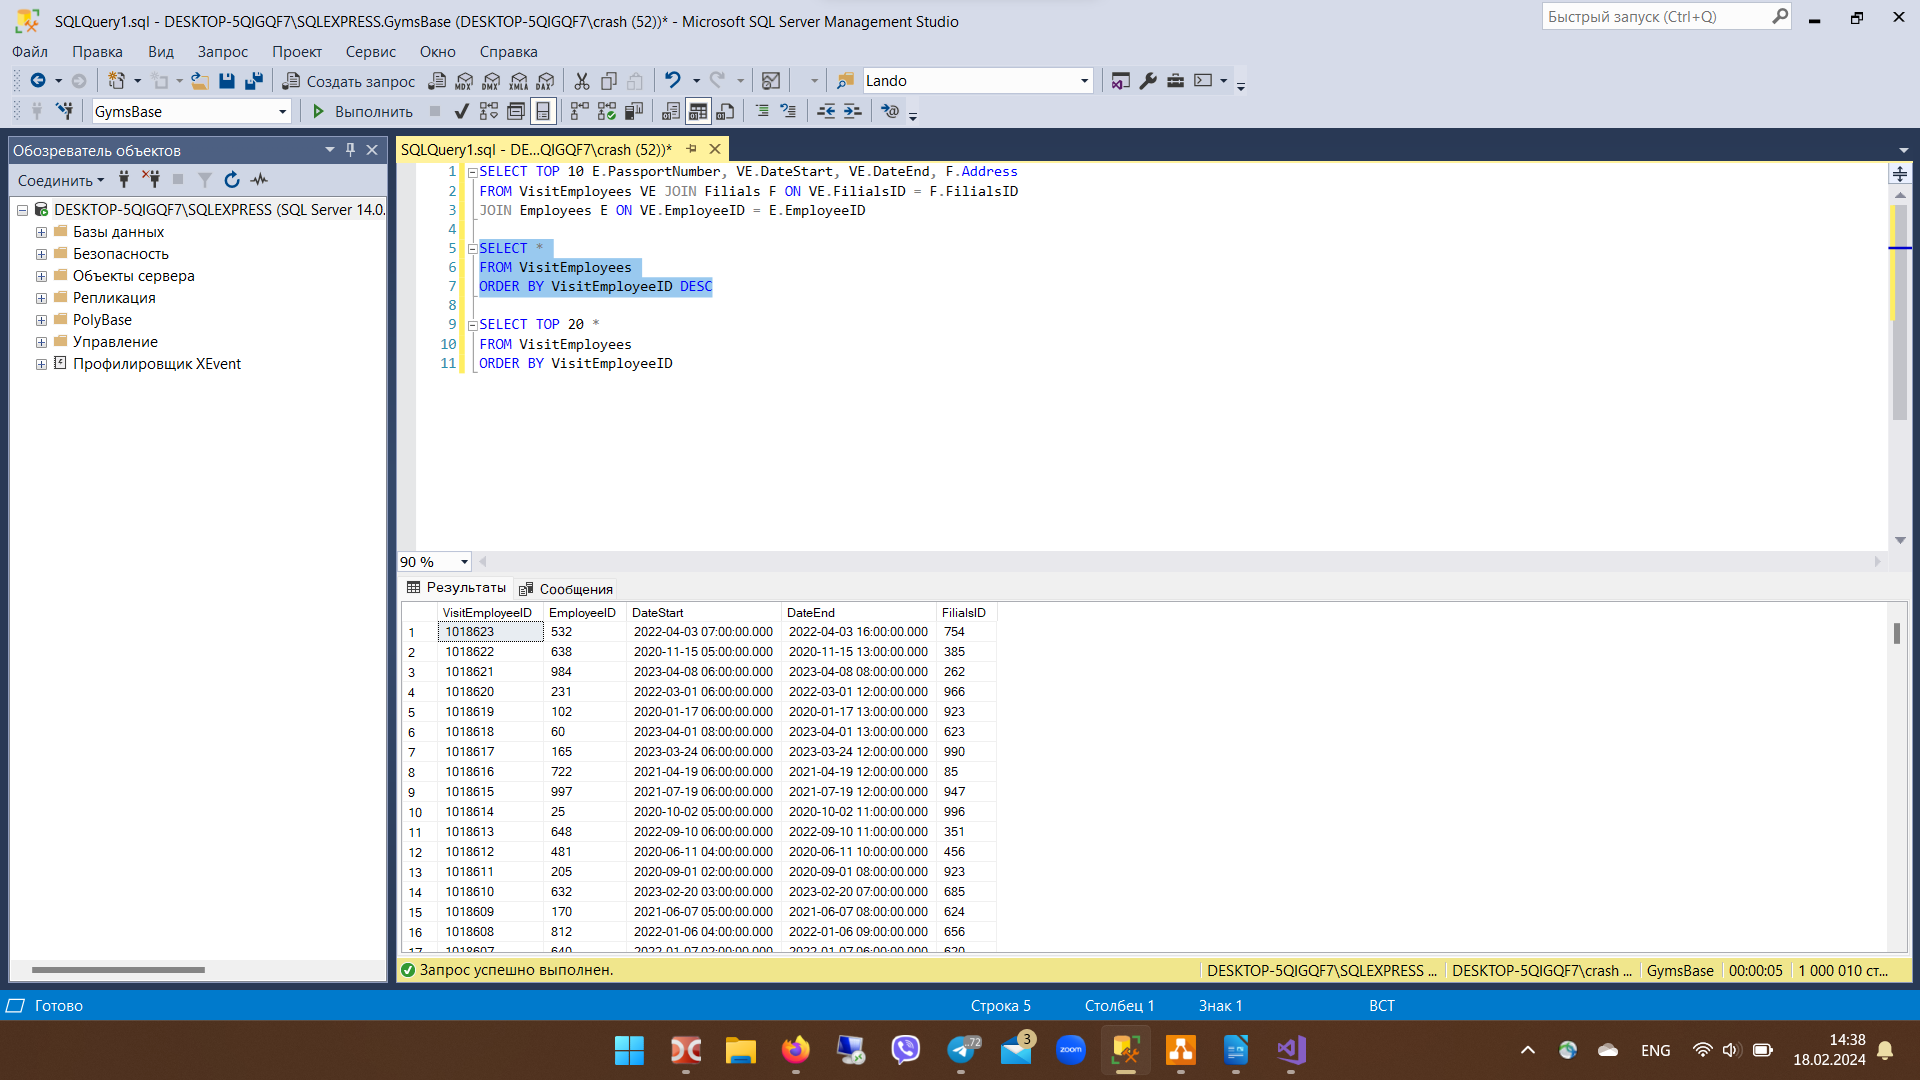 SQLQuery1.sql - DESKTOP-5QIGQF7\SQLEXPRESS.GymsBase (DESKTOP-5QIGQF7\crash (52))* - Microsoft SQL Server Management Studio
Быстрый запуск (Ctrl+Q)
Файл Правка Вид Запрос Проект Сервис Окно Справка
Создать запрос MDX DMX XMLA DAX Lando
GymsBase Выполнить
Обозреватель объектов
Соединить
DESKTOP-5QIGQF7\SQLEXPRESS (SQL Server 14.0.
Базы данных
Безопасность
Объекты сервера
Репликация
PolyBase
Управление
Профилировщик XEvent
SQLQuery1.sql - DE...QIGQF7\crash (52))*
1 SELECT TOP 10 E.PassportNumber, VE.DateStart, VE.DateEnd, F.Address
2 FROM VisitEmployees VE JOIN Filials F ON VE.FilialsID = F.FilialsID
3 JOIN Employees E ON VE.EmployeeID = E.EmployeeID
4
5 SELECT *
6 FROM VisitEmployees
7 ORDER BY VisitEmployeeID DESC
8
9 SELECT TOP 20 *
10 FROM VisitEmployees
11 ORDER BY VisitEmployeeID
90 %
Результаты Сообщения
VisitEmployeeID EmployeeID DateStart DateEnd FilialsID
1 1018623 532 2022-04-03 07:00:00.000 2022-04-03 16:00:00.000 754
2 1018622 638 2020-11-15 05:00:00.000 2020-11-15 13:00:00.000 385
3 1018621 984 2023-04-08 06:00:00.000 2023-04-08 08:00:00.000 262
4 1018620 231 2022-03-01 06:00:00.000 2022-03-01 12:00:00.000 966
5 1018619 102 2020-01-17 06:00:00.000 2020-01-17 13:00:00.000 923
6 1018618 60 2023-04-01 08:00:00.000 2023-04-01 13:00:00.000 623
7 1018617 165 2023-03-24 06:00:00.000 2023-03-24 12:00:00.000 990
8 1018616 722 2021-04-19 06:00:00.000 2021-04-19 12:00:00.000 85
9 1018615 997 2021-07-19 06:00:00.000 2021-07-19 12:00:00.000 947
10 1018614 25 2020-10-02 05:00:00.000 2020-10-02 11:00:00.000 996
11 1018613 648 2022-09-10 06:00:00.000 2022-09-10 11:00:00.000 351
12 1018612 481 2020-06-11 04:00:00.000 2020-06-11 10:00:00.000 456
13 1018611 205 2020-09-01 02:00:00.000 2020-09-01 08:00:00.000 923
14 1018610 632 2023-02-20 03:00:00.000 2023-02-20 07:00:00.000 685
15 1018609 170 2021-06-07 05:00:00.000 2021-06-07 08:00:00.000 624
16 1018608 812 2022-01-06 04:00:00.000 2022-01-06 09:00:00.000 656
17 1018607 640 2022-01-07 02:00:00.000 2022-01-07 06:00:00.000 620
Запрос успешно выполнен. DESKTOP-5QIGQF7\SQLEXPRESS ... DESKTOP-5QIGQF7\crash ... GymsBase 00:00:05 1 000 010 ст...
Готово Строка 5 Столбец 1 Знак 1 ВСТ
72 3 zoom ENG 14:38
18.02.2024